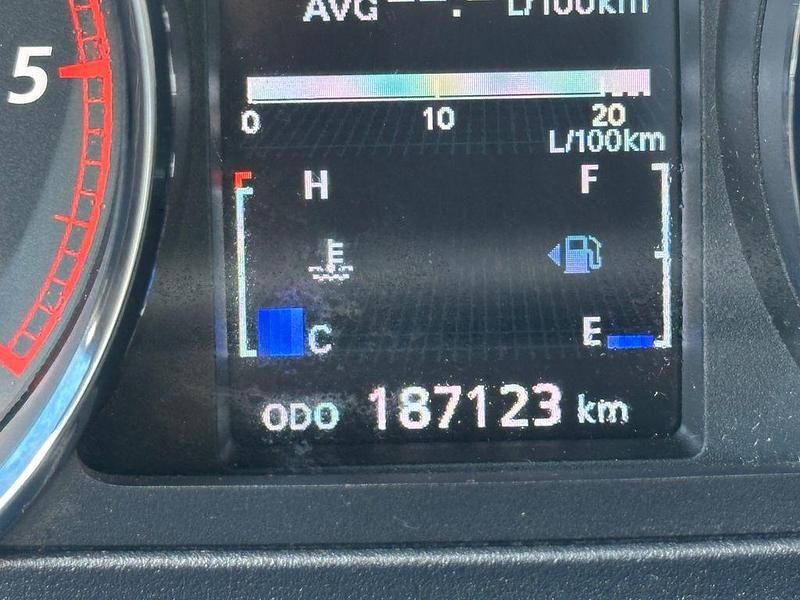 AVG --.- L/100km
5
0 10 20
L/100km
H F
C E
ODO 187123 km